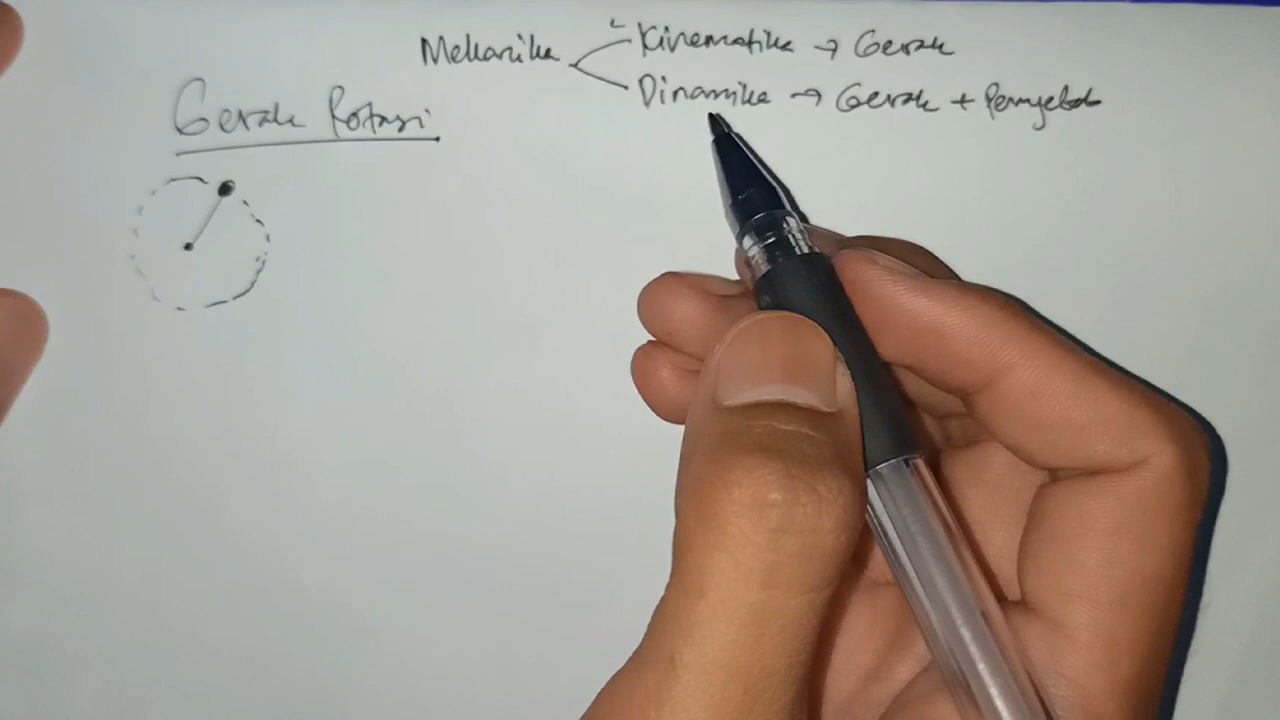 Mekanika
Kinematika → Gerak
Dinamika → Gerak + Penyebab
Gerak Rotasi